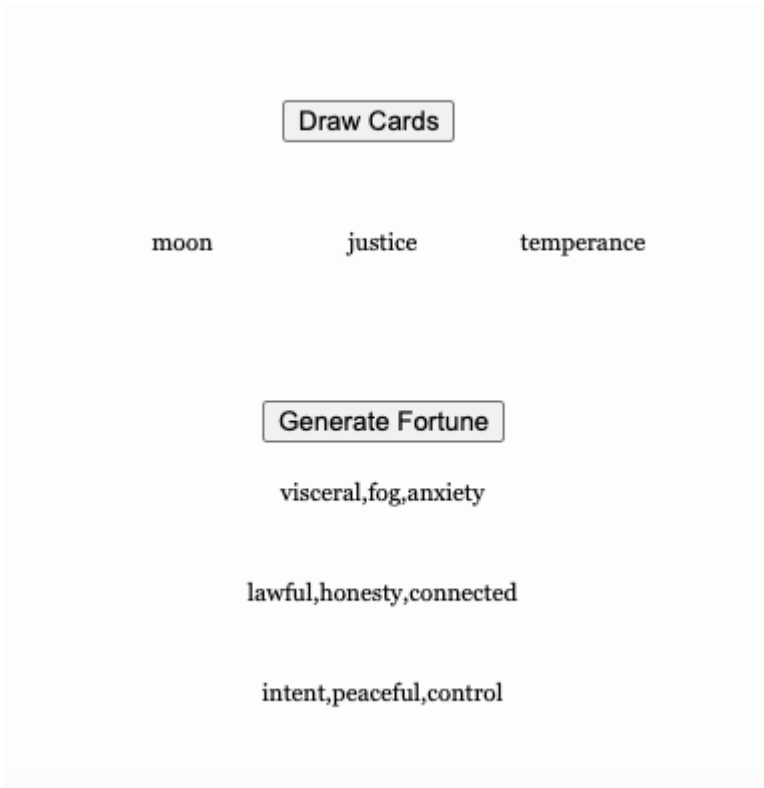 Draw Cards
moon justice temperance
Generate Fortune
visceral,fog,anxiety
lawful,honesty,connected
intent,peaceful,control